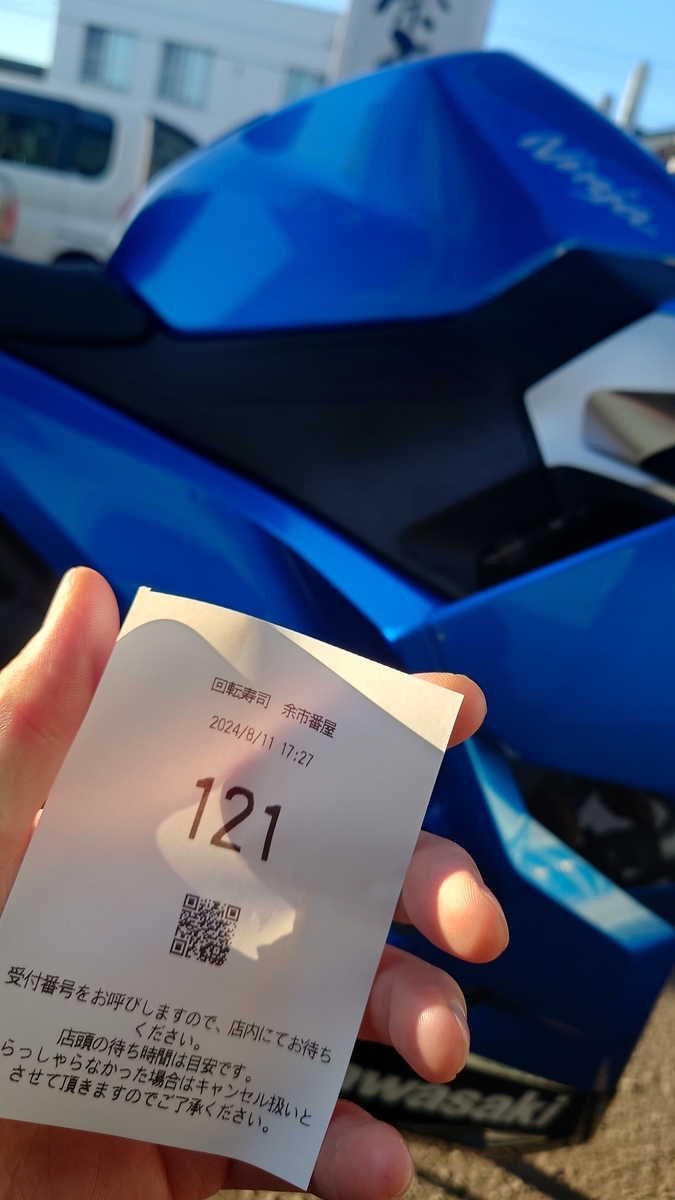 Ninja
回転寿司 余市番屋
2024/8/11 17:27
121
受付番号をお呼びしますので、店内にてお待ち
ください。
店頭の待ち時間は目安です。
らっしゃらなかった場合はキャンセル扱いと
させて頂きますのでご了承ください。
awasaki